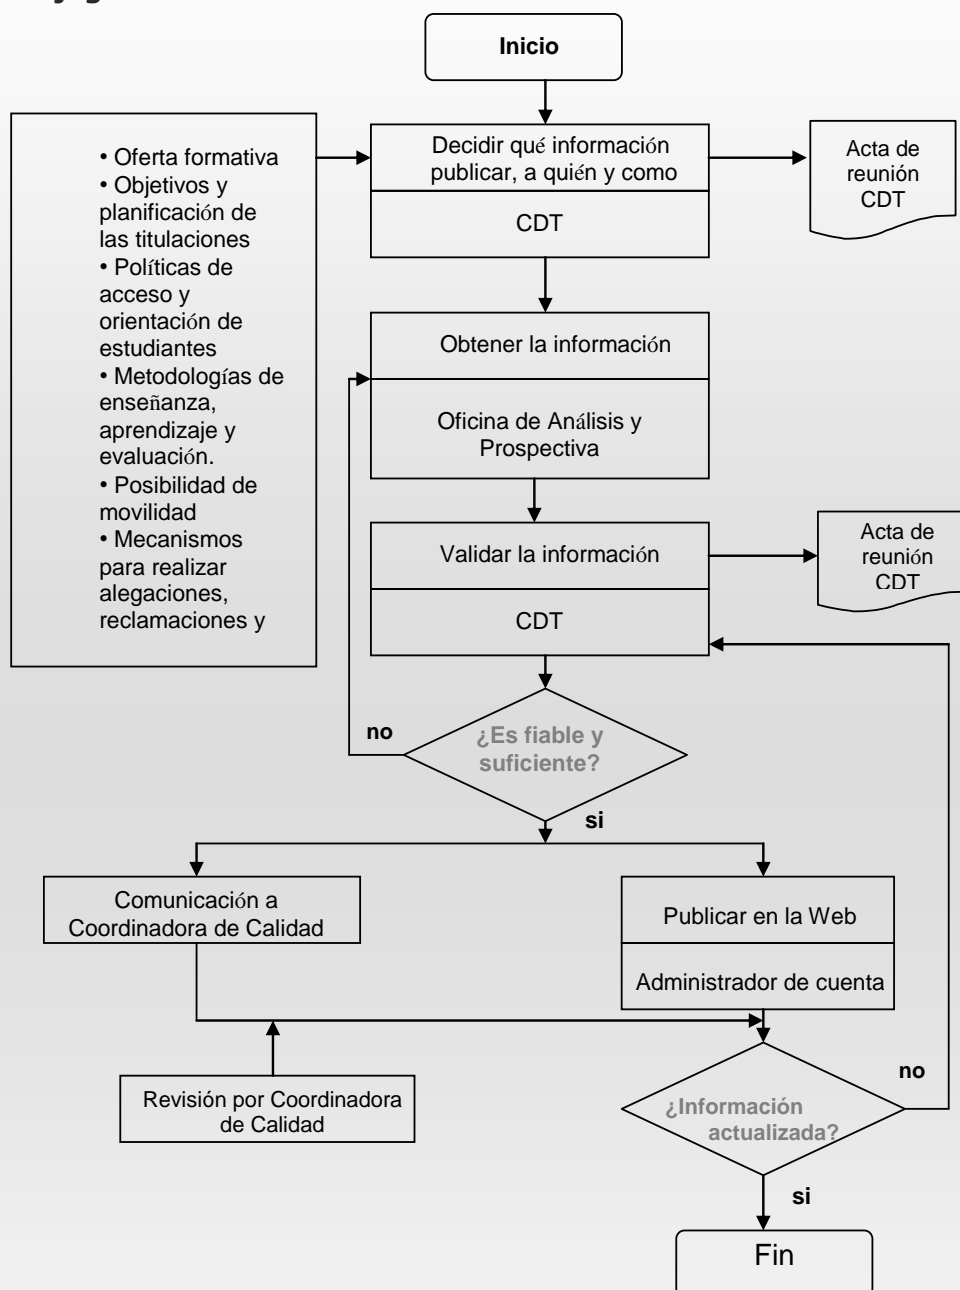 Inicio
Decidir qué información
publicar, a quién y como
CDT
Acta de
reunión
CDT
• Oferta formativa
• Objetivos y
planificación de
las titulaciones
• Políticas de
acceso y
orientación de
estudiantes
• Metodologías de
enseñanza,
aprendizaje y
evaluación.
• Posibilidad de
movilidad
• Mecanismos
para realizar
alegaciones,
reclamaciones y
Obtener la información
Oficina de Análisis y
Prospectiva
Validar la información
CDT
Acta de
reunión
CDT
no
¿Es fiable y
suficiente?
si
Comunicación a
Coordinadora de Calidad
Publicar en la Web
Administrador de cuenta
Revisión por Coordinadora
de Calidad
no
¿Información
actualizada?
si
Fin